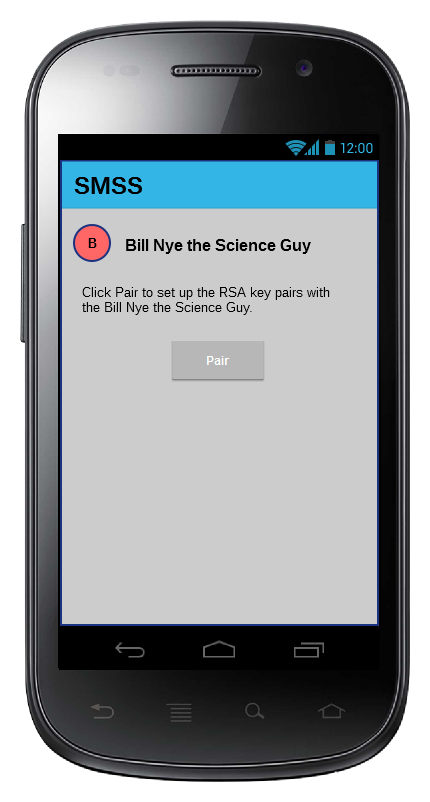 12:00
SMSS
B
Bill Nye the Science Guy
Click Pair to set up the RSA key pairs with
the Bill Nye the Science Guy.
Pair